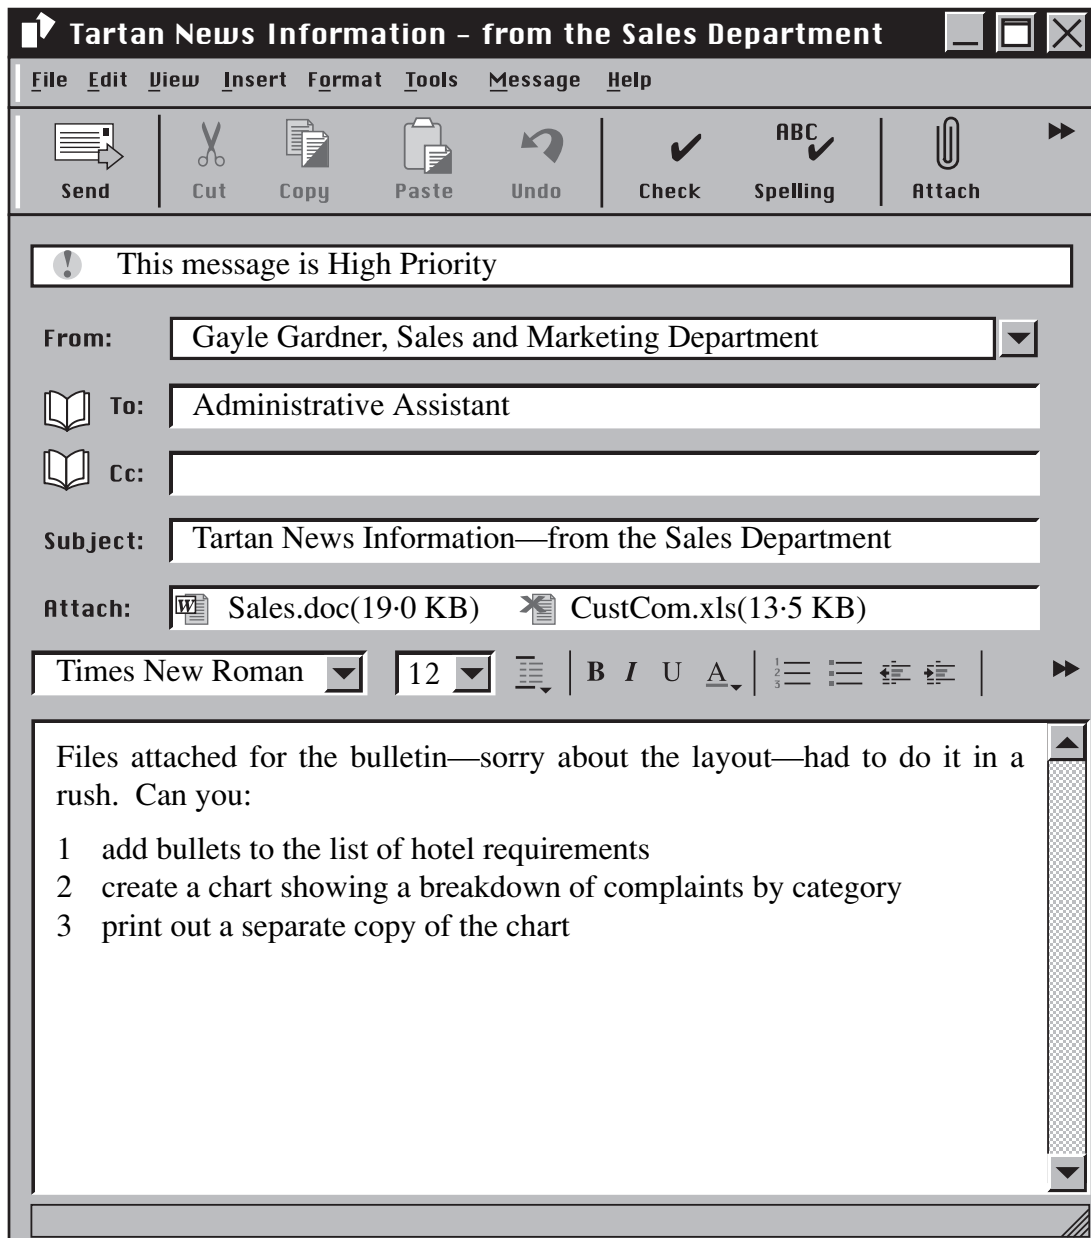 Tartan News Information - from the Sales Department
File Edit View Insert Format Tools Message Help
ABC
Send Cut Copy Paste Undo Check Spelling Attach
! This message is High Priority
From: Gayle Gardner, Sales and Marketing Department
To: Administrative Assistant
Cc:
Subject: Tartan News Information—from the Sales Department
Attach: Sales.doc(19·0 KB) CustCom.xls(13·5 KB)
Times New Roman 12 B I U A
Files attached for the bulletin—sorry about the layout—had to do it in a
rush. Can you:
1 add bullets to the list of hotel requirements
2 create a chart showing a breakdown of complaints by category
3 print out a separate copy of the chart